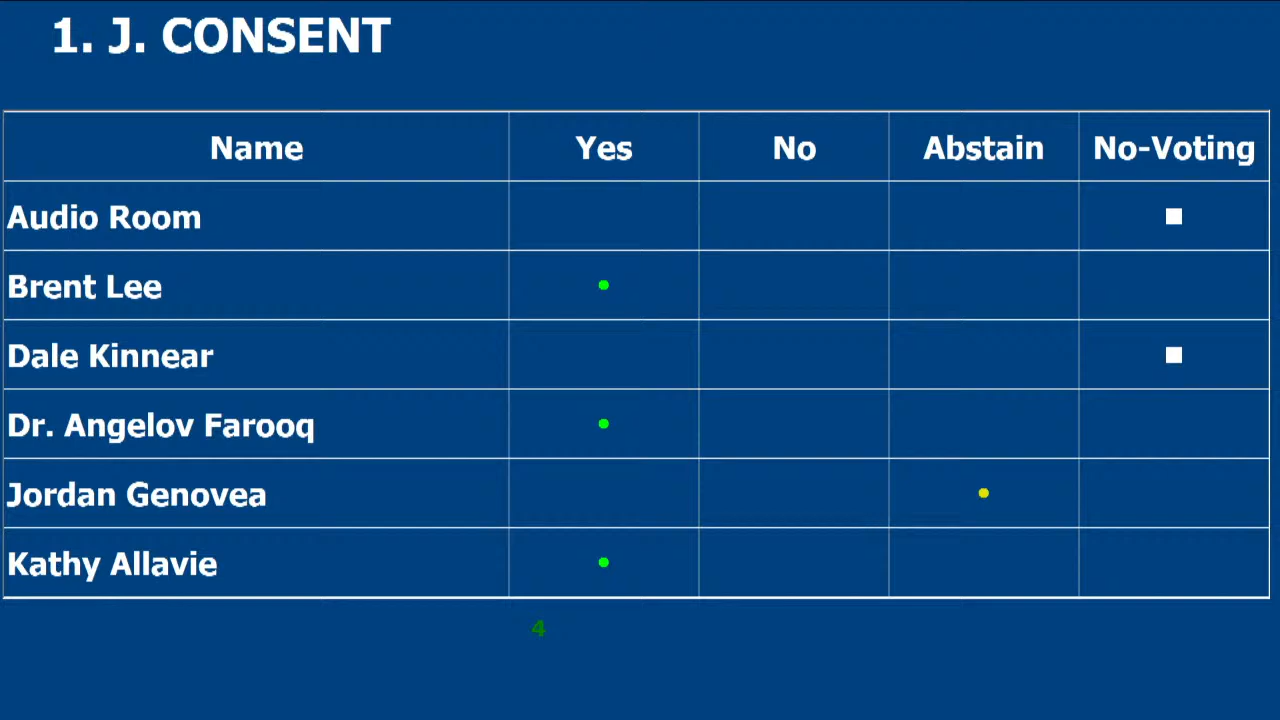 1. J. CONSENT
Name Yes No Abstain No-Voting
Audio Room
Brent Lee
Dale Kinnear
Dr. Angelov Farooq
Jordan Genovea
Kathy Allavie
4